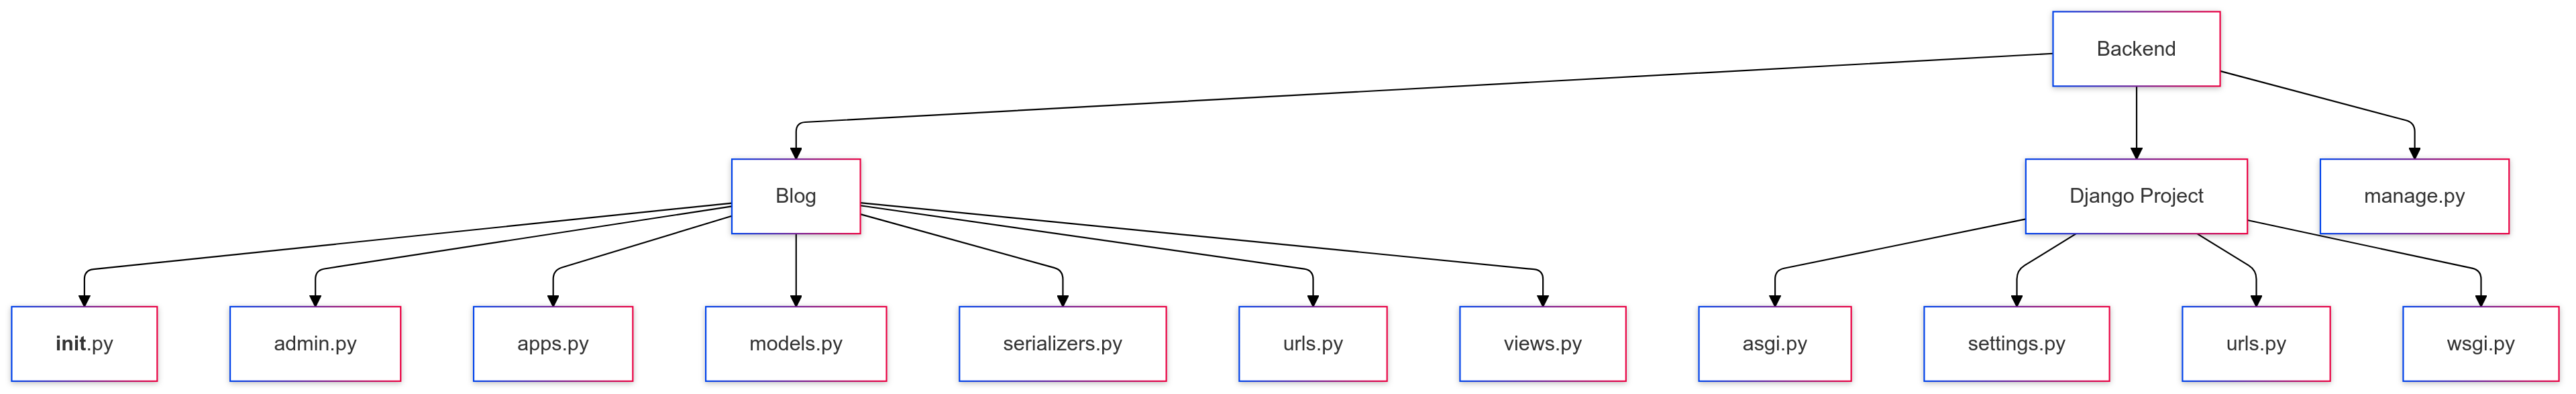 Backend
Blog
Django Project
manage.py
init.py
admin.py
apps.py
models.py
serializers.py
urls.py
views.py
asgi.py
settings.py
urls.py
wsgi.py